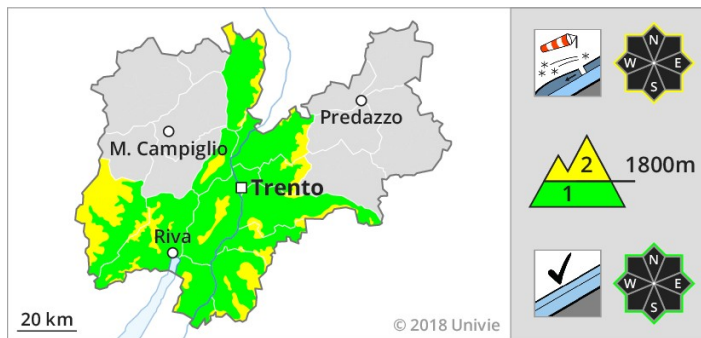 M. Campiglio
Predazzo
Trento
Riva
20 km
© 2018 Univie
N
W E
S
2 1800m
1
N
W E
S